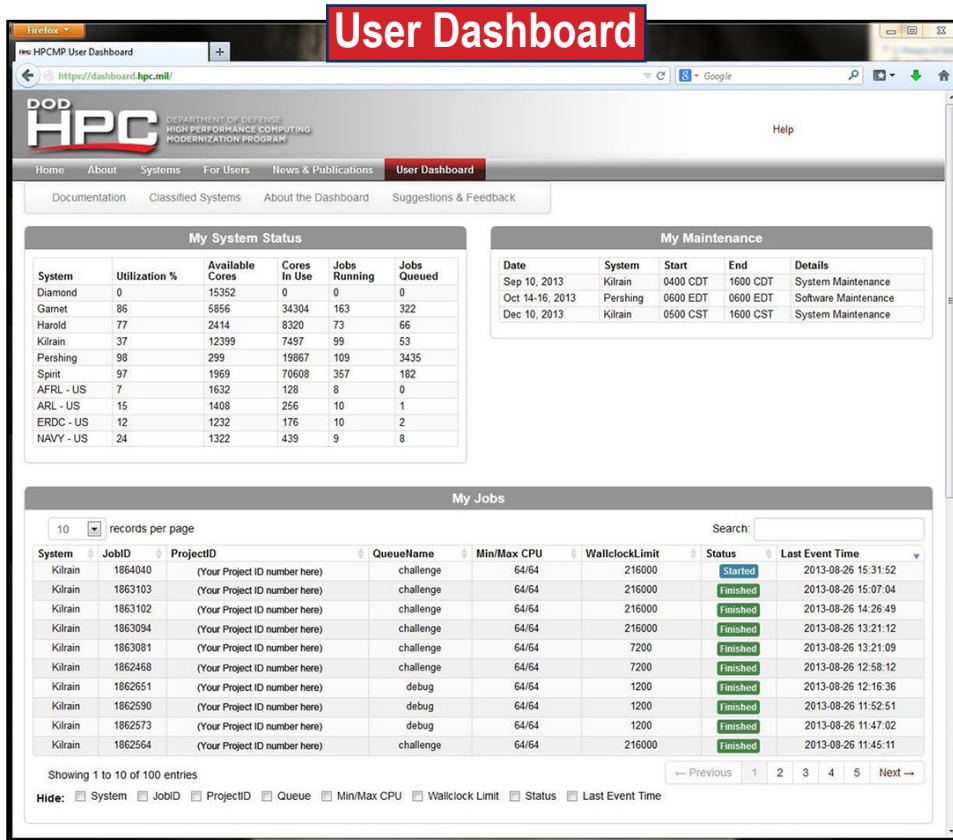 User Dashboard
Firefox
HPCMP User Dashboard
https://dashboard.hpc.mil/
Google
DOD
HPC
DEPARTMENT OF DEFENSE
HIGH PERFORMANCE COMPUTING
MODERNIZATION PROGRAM
Help
Home About Systems For Users News & Publications User Dashboard
Documentation Classified Systems About the Dashboard Suggestions & Feedback
My System Status
System Utilization % Available Cores Cores In Use Jobs Running Jobs Queued
Diamond 0 15352 0 0 0
Garnet 86 5856 34304 163 322
Harold 77 2414 8320 73 66
Kilrain 37 12399 7497 99 53
Pershing 98 299 19867 109 3435
Spirit 97 1969 70608 357 182
AFRL - US 7 1632 128 8 0
ARL - US 15 1408 256 10 1
ERDC - US 12 1232 176 10 2
NAVY - US 24 1322 439 9 8
My Maintenance
Date System Start End Details
Sep 10, 2013 Kilrain 0400 CDT 1600 CDT System Maintenance
Oct 14-16, 2013 Pershing 0600 EDT 0600 EDT Software Maintenance
Dec 10, 2013 Kilrain 0500 CST 1600 CST System Maintenance
My Jobs
10 records per page Search:
System JobID ProjectID QueueName Min/Max CPU WallclockLimit Status Last Event Time
Kilrain 1864040 (Your Project ID number here) challenge 64/64 216000 Started 2013-08-26 15:31:52
Kilrain 1863103 (Your Project ID number here) challenge 64/64 216000 Finished 2013-08-26 15:07:04
Kilrain 1863102 (Your Project ID number here) challenge 64/64 216000 Finished 2013-08-26 14:26:49
Kilrain 1863094 (Your Project ID number here) challenge 64/64 216000 Finished 2013-08-26 13:21:12
Kilrain 1863081 (Your Project ID number here) challenge 64/64 7200 Finished 2013-08-26 13:21:09
Kilrain 1862468 (Your Project ID number here) challenge 64/64 7200 Finished 2013-08-26 12:58:12
Kilrain 1862651 (Your Project ID number here) debug 64/64 1200 Finished 2013-08-26 12:16:36
Kilrain 1862590 (Your Project ID number here) debug 64/64 1200 Finished 2013-08-26 11:52:51
Kilrain 1862573 (Your Project ID number here) debug 64/64 1200 Finished 2013-08-26 11:47:02
Kilrain 1862564 (Your Project ID number here) challenge 64/64 216000 Finished 2013-08-26 11:45:11
Showing 1 to 10 of 100 entries
← Previous 1 2 3 4 5 Next →
Hide: System JobID ProjectID Queue Min/Max CPU Wallclock Limit Status Last Event Time